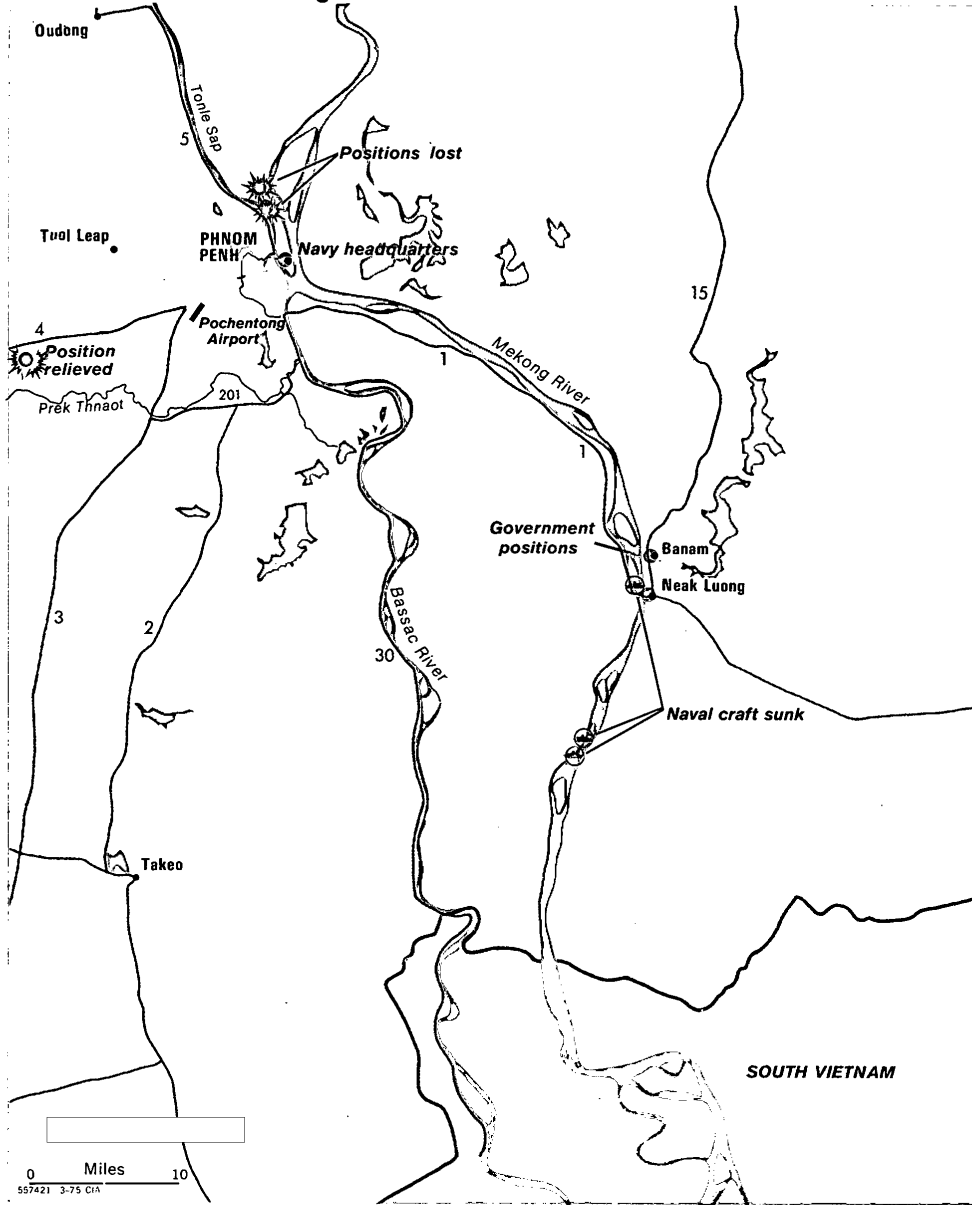 Oudong
Tonle Sap
5
Positions lost
Tuol Leap
PHNOM
PENH
Navy headquarters
15
4
Pochentong
Airport
Position
relieved
1
Mekong River
201
Prek Thnaot
1
Government
positions
Banam
Neak Luong
3
2
Bassac River
30
Naval craft sunk
Takeo
SOUTH VIETNAM
0 Miles 10
557421 3-75 CIA